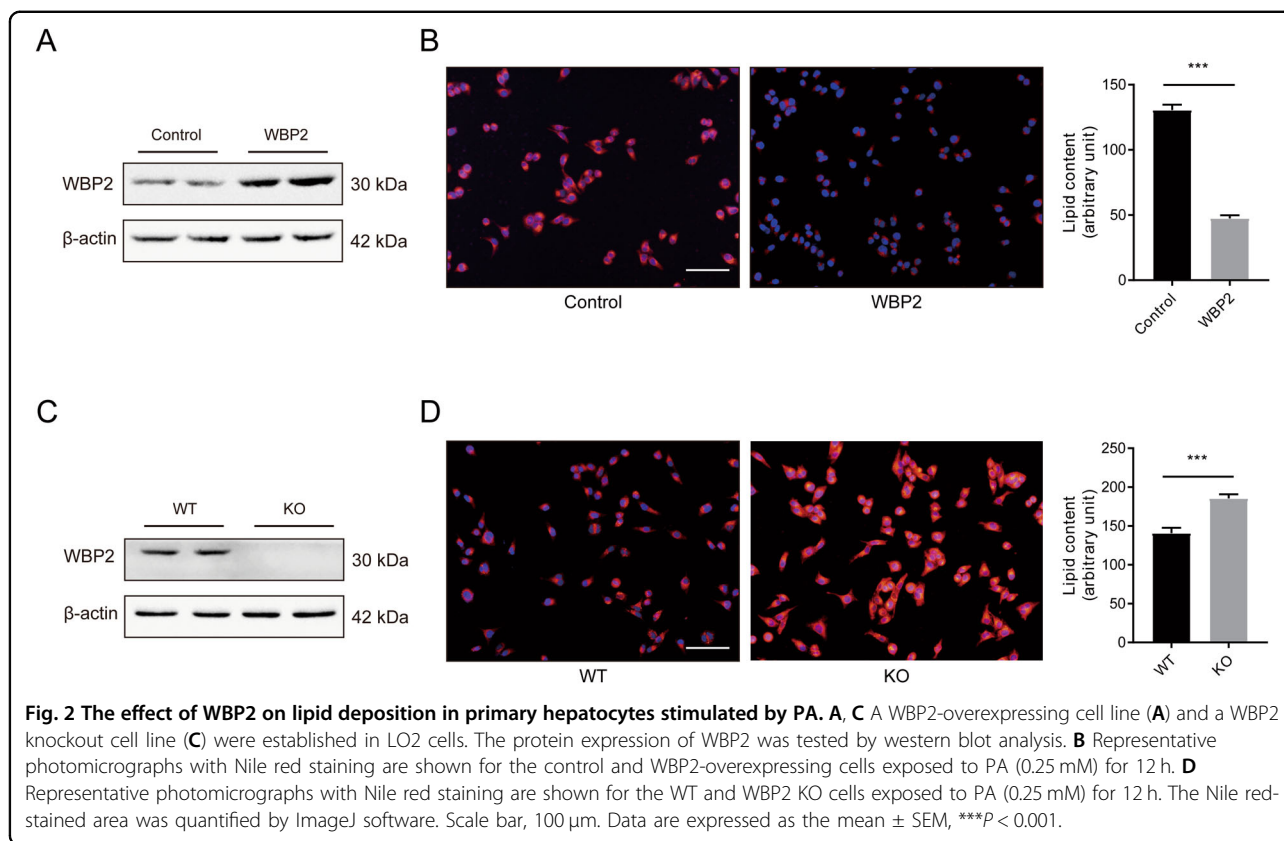 A
Control WBP2
WBP2 30 kDa
β-actin 42 kDa
B
Control
WBP2
***
150
100
50
0
Lipid content
(arbitrary unit)
Control
WBP2
C
WT KO
WBP2 30 kDa
β-actin 42 kDa
D
WT
KO
***
250
200
150
100
50
0
Lipid content
(arbitrary unit)
WT
KO
Fig. 2 The effect of WBP2 on lipid deposition in primary hepatocytes stimulated by PA. A, C A WBP2-overexpressing cell line (A) and a WBP2
knockout cell line (C) were established in LO2 cells. The protein expression of WBP2 was tested by western blot analysis. B Representative
photomicrographs with Nile red staining are shown for the control and WBP2-overexpressing cells exposed to PA (0.25 mM) for 12 h. D
Representative photomicrographs with Nile red staining are shown for the WT and WBP2 KO cells exposed to PA (0.25 mM) for 12 h. The Nile red-
stained area was quantified by ImageJ software. Scale bar, 100 μm. Data are expressed as the mean ± SEM, ***P < 0.001.